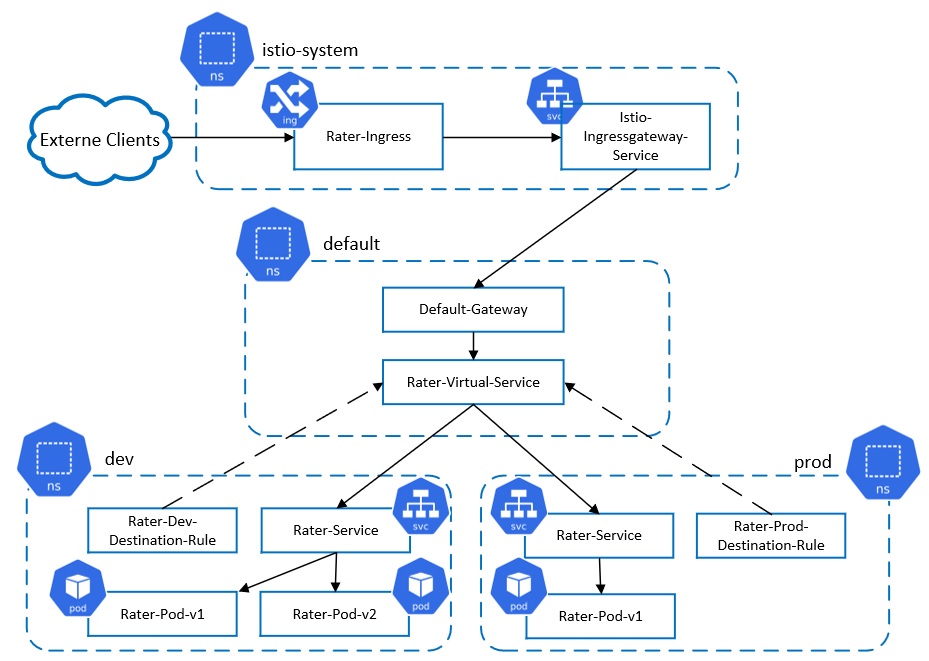 ns
istio-system
ing
svc
Externe Clients
Rater-Ingress
Istio-
Ingressgateway-
Service
ns
default
Default-Gateway
Rater-Virtual-Service
ns
dev
prod
ns
Rater-Dev-
Destination-Rule
Rater-Service
svc
svc
Rater-Service
Rater-Prod-
Destination-Rule
pod
Rater-Pod-v1
Rater-Pod-v2
pod
pod
Rater-Pod-v1